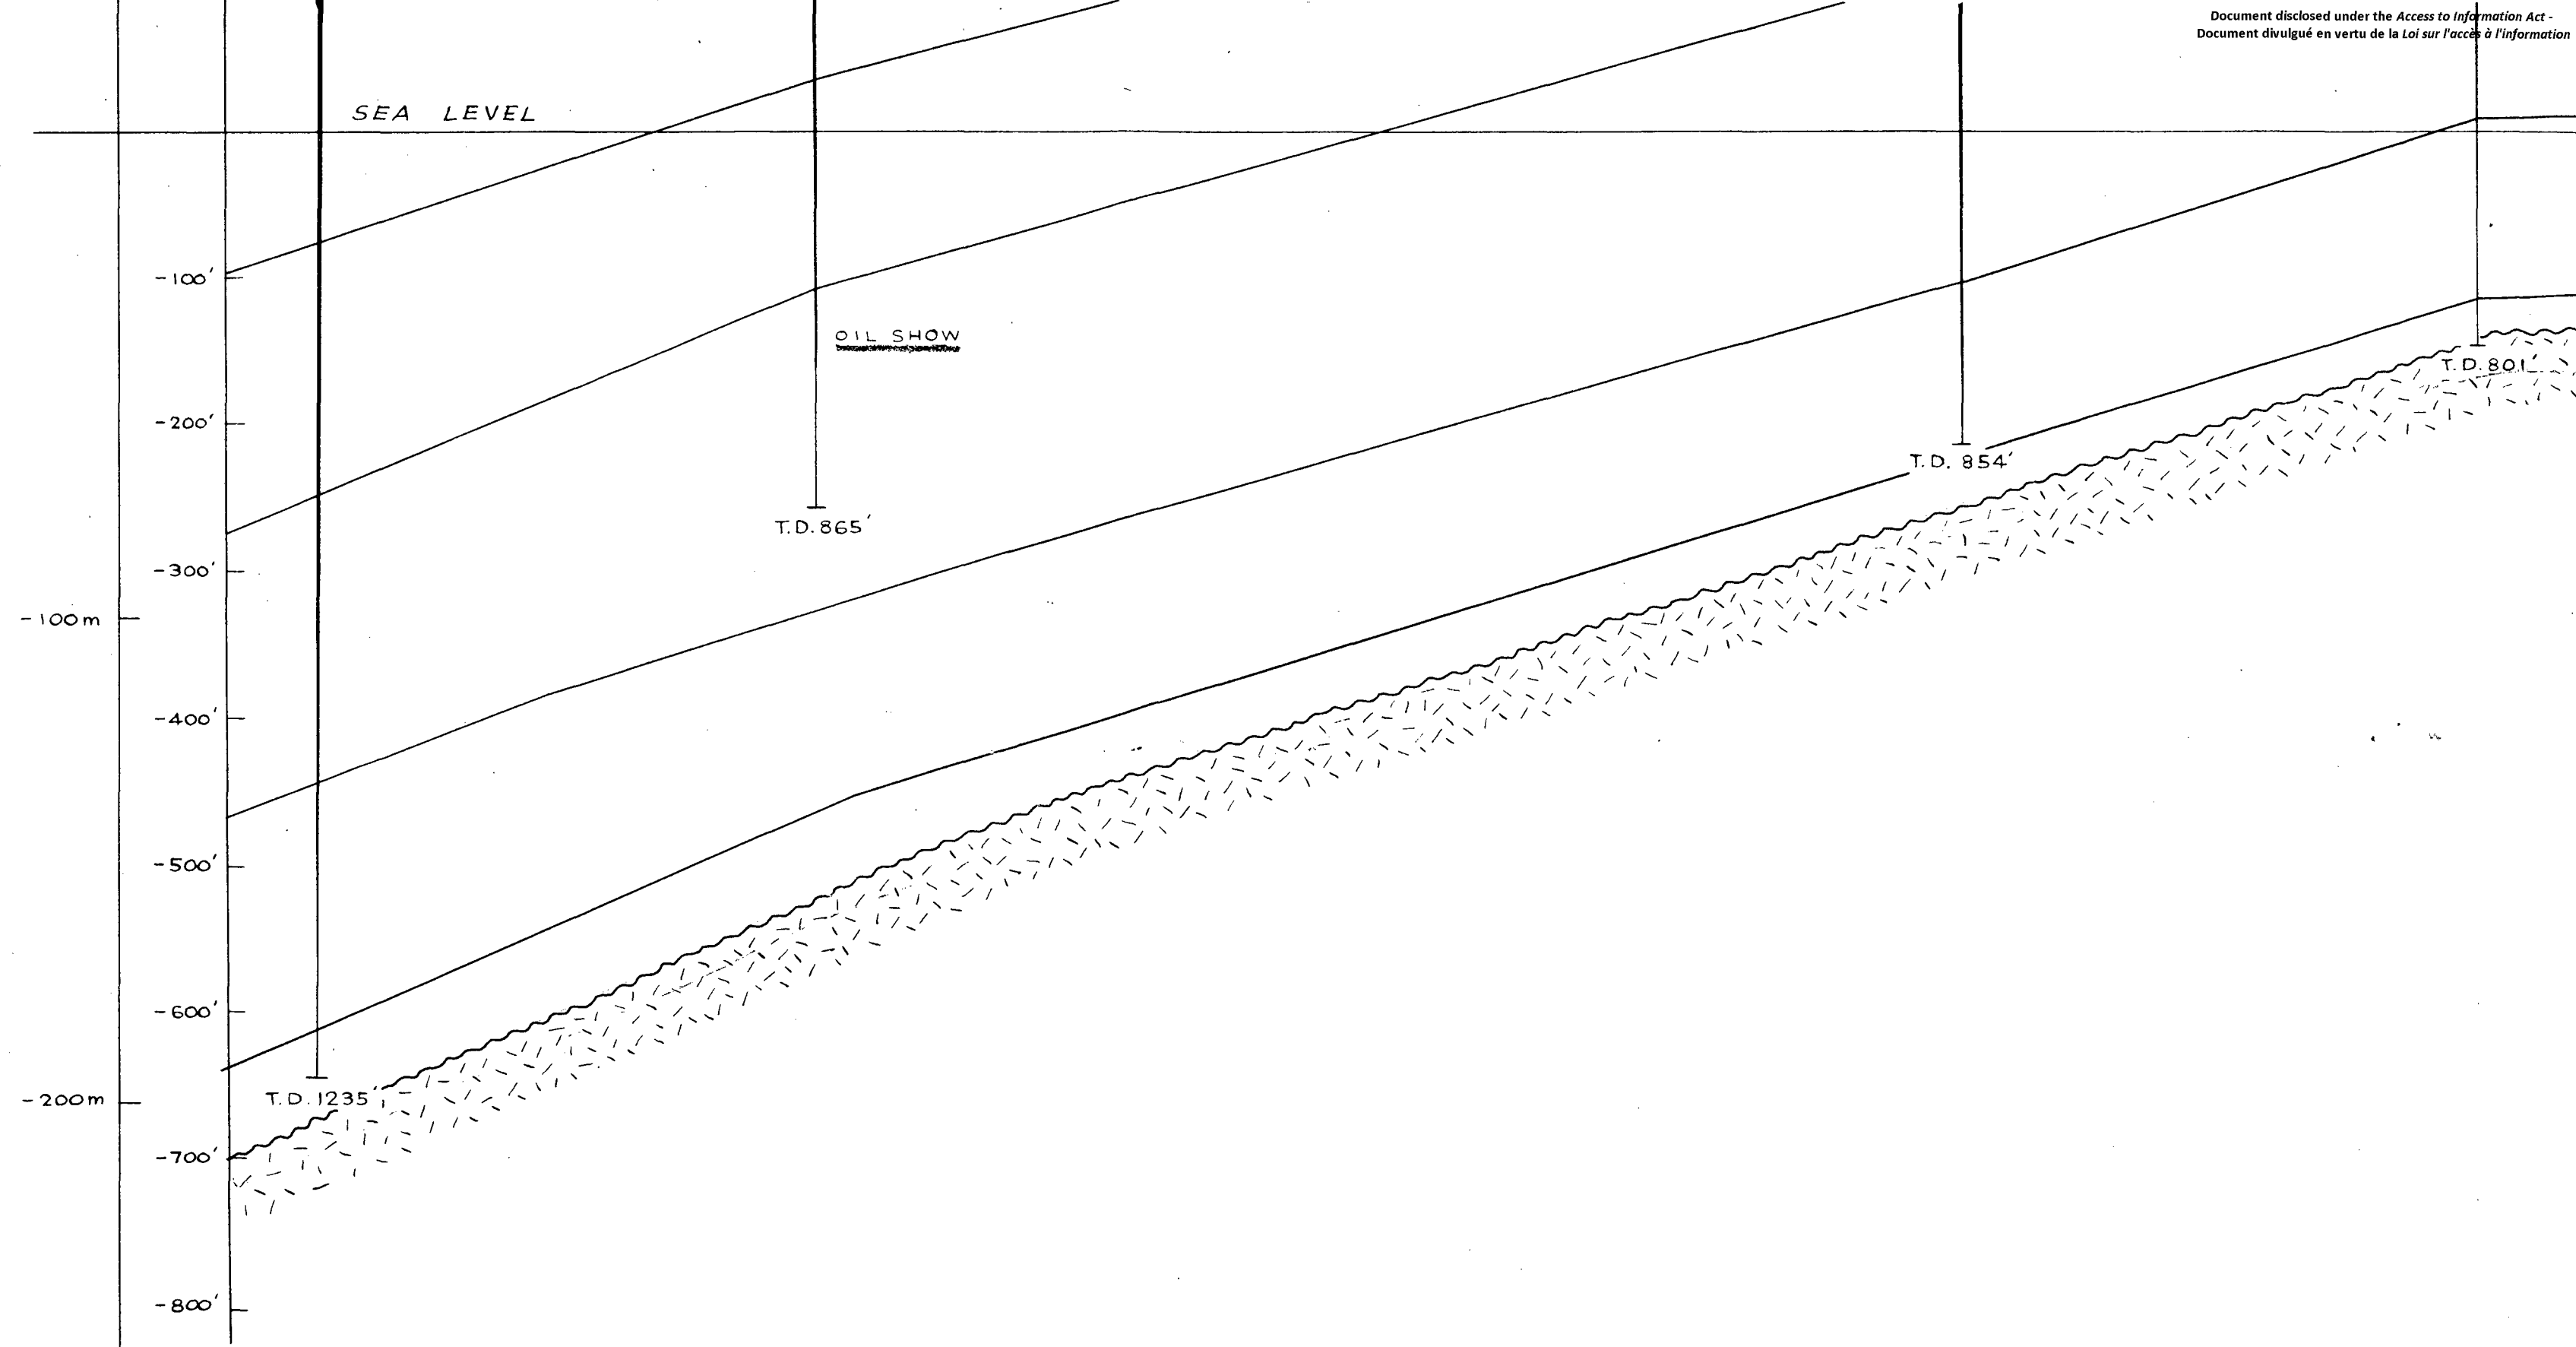 Document disclosed under the Access to Information Act -
Document divulgué en vertu de la Loi sur l'accès à l'information
SEA LEVEL
-100'
OIL SHOW
T.D. 801'
-200'
T.D. 854'
T.D. 865'
-300'
-100m
-400'
-500'
-600'
T.D. 1235'
-200m
-700'
-800'